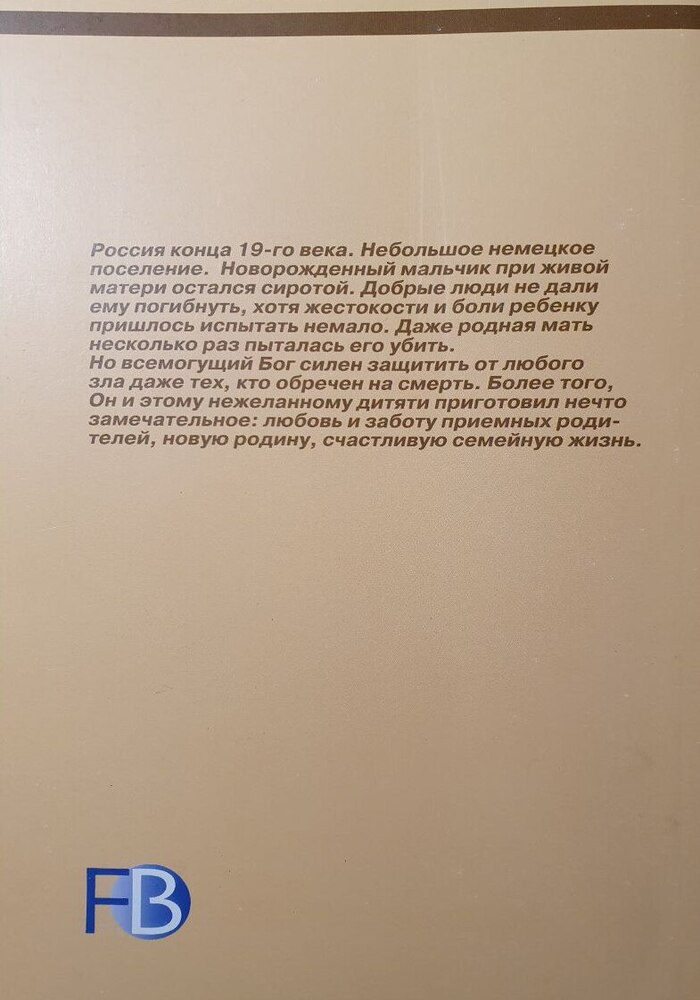 Россия конца 19-го века. Небольшое немецкое
поселение. Новорожденный мальчик при живой
матери остался сиротой. Добрые люди не дали
ему погибнуть, хотя жестокости и боли ребенку
пришлось испытать немало. Даже родная мать
несколько раз пыталась его убить.
Но всемогущий Бог силен защитить от любого
зла даже тех, кто обречен на смерть. Более того,
Он и этому нежеланному дитяти приготовил нечто
замечательное: любовь и заботу приемных роди-
телей, новую родину, счастливую семейную жизнь.
FB